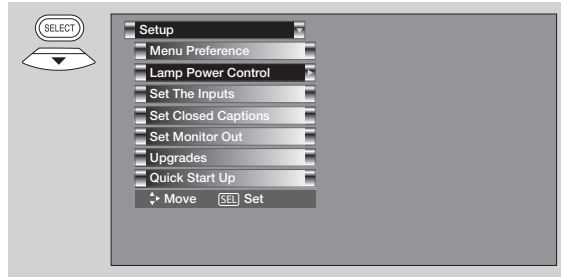 SELECT
Setup
Menu Preference
Lamp Power Control
Set The Inputs
Set Closed Captions
Set Monitor Out
Upgrades
Quick Start Up
Move SEL Set